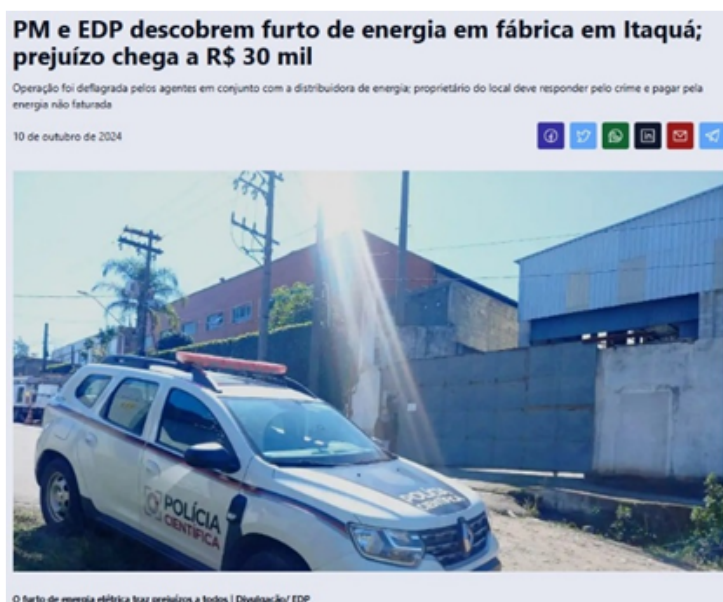 PM e EDP descobrem furto de energia em fábrica em Itaquá;
prejuízo chega a R$ 30 mil
Operação foi deflagrada pelos agentes em conjunto com a distribuidora de energia; proprietário do local deve responder pelo crime e pagar pela
energia não faturada
10 de outubro de 2024
POLÍCIA
CIENTÍFICA
O furto de energia elétrica traz prejuízos a todos | Divulgação/ EDP